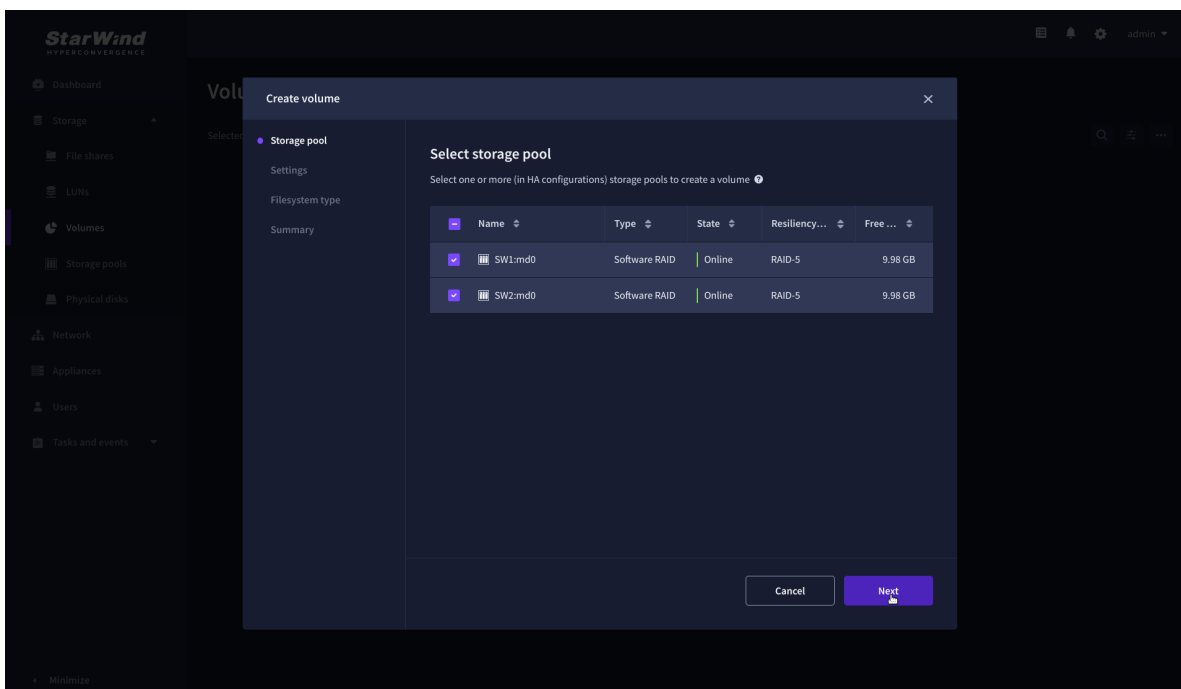 StarWind
HYPERCONVERGENCE
admin
Dashboard
Storage
File shares
LUNs
Volumes
Storage pools
Physical disks
Network
Appliances
Users
Tasks and events
Minimize
Volu
Selected
Create volume
Storage pool
Settings
Filesystem type
Summary
Select storage pool
Select one or more (in HA configurations) storage pools to create a volume
Name Type State Resiliency... Free ...
SW1:md0 Software RAID Online RAID-5 9.98 GB
SW2:md0 Software RAID Online RAID-5 9.98 GB
Cancel Next